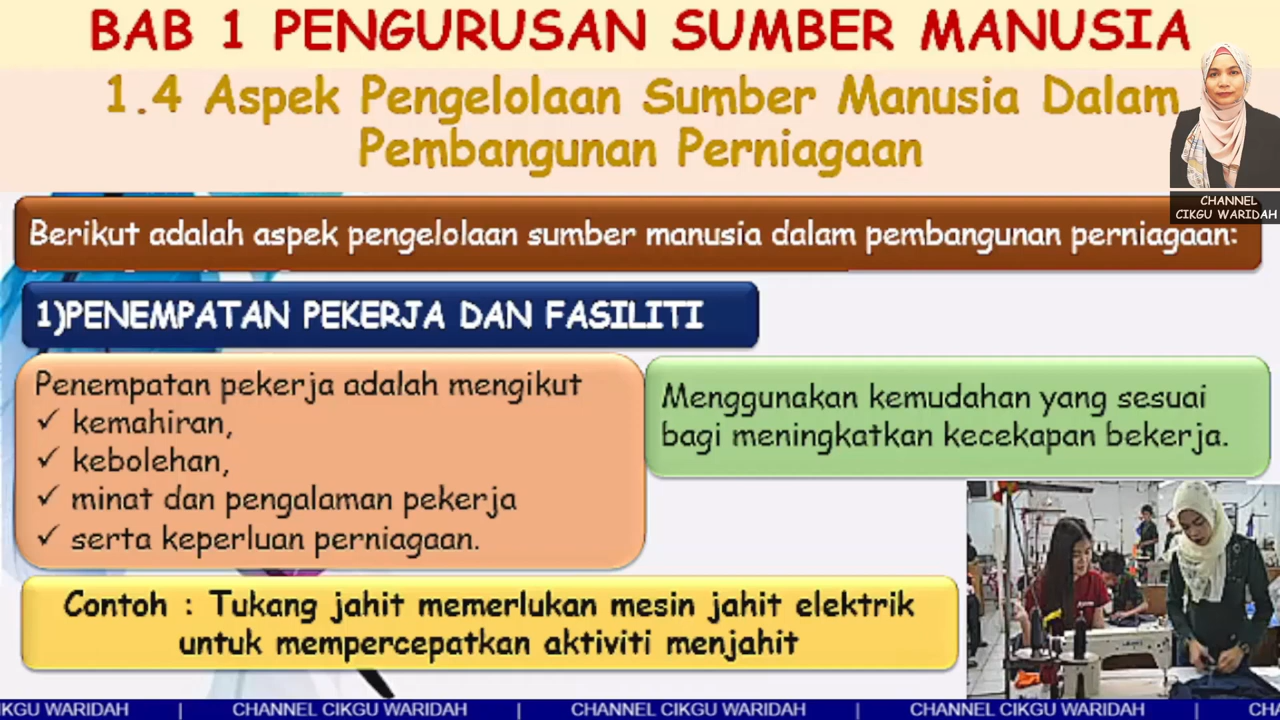 BAB 1 PENGURUSAN SUMBER MANUSIA
1.4 Aspek Pengelolaan Sumber Manusia Dalam
Pembangunan Perniagaan
CHANNEL
CIKGU WARIDAH
Berikut adalah aspek pengelolaan sumber manusia dalam pembangunan perniagaan:
1)PENEMPATAN PEKERJA DAN FASILITI
Penempatan pekerja adalah mengikut
✓ kemahiran,
✓ kebolehan,
✓ minat dan pengalaman pekerja
✓ serta keperluan perniagaan.
Menggunakan kemudahan yang sesuai
bagi meningkatkan kecekapan bekerja.
Contoh : Tukang jahit memerlukan mesin jahit elektrik
untuk mempercepatkan aktiviti menjahit
KGU WARIDAH | CHANNEL CIKGU WARIDAH | CHANNEL CIKGU WARIDAH | CHANNEL CIKGU WARIDAH | CHA